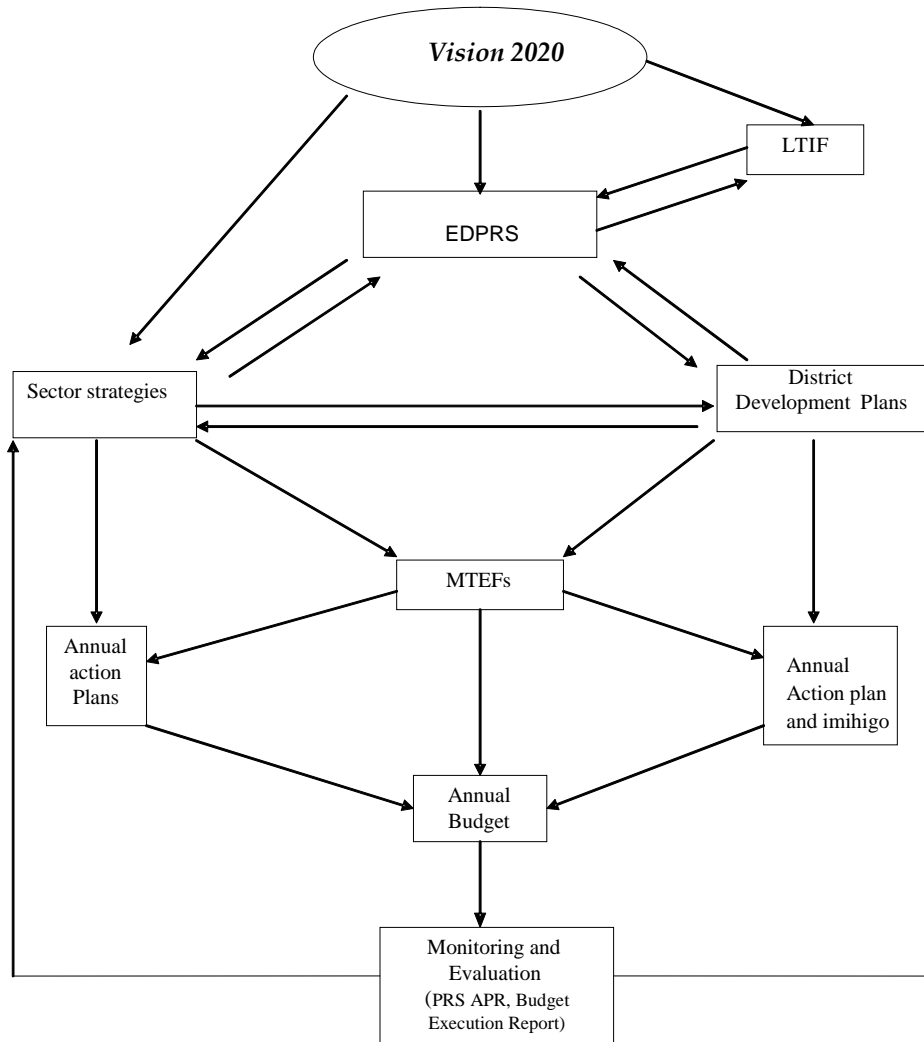 Vision 2020
LTIF
EDPRS
Sector strategies
District
Development Plans
MTEFs
Annual
action
Plans
Annual
Action plan
and imihigo
Annual
Budget
Monitoring and
Evaluation
(PRS APR, Budget
Execution Report)